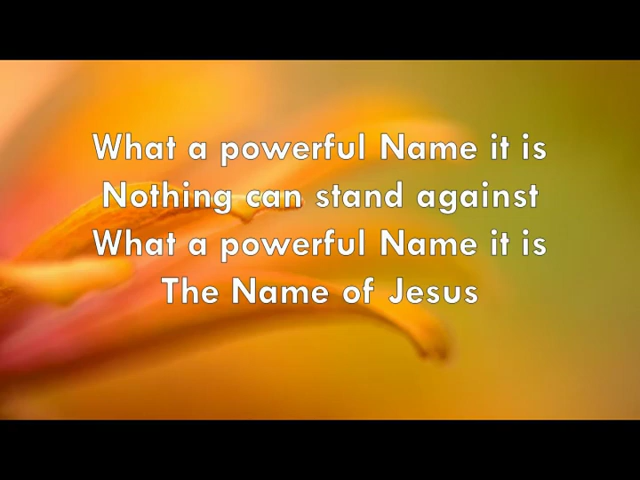 What a powerful Name it is
Nothing can stand against
What a powerful Name it is
The Name of Jesus